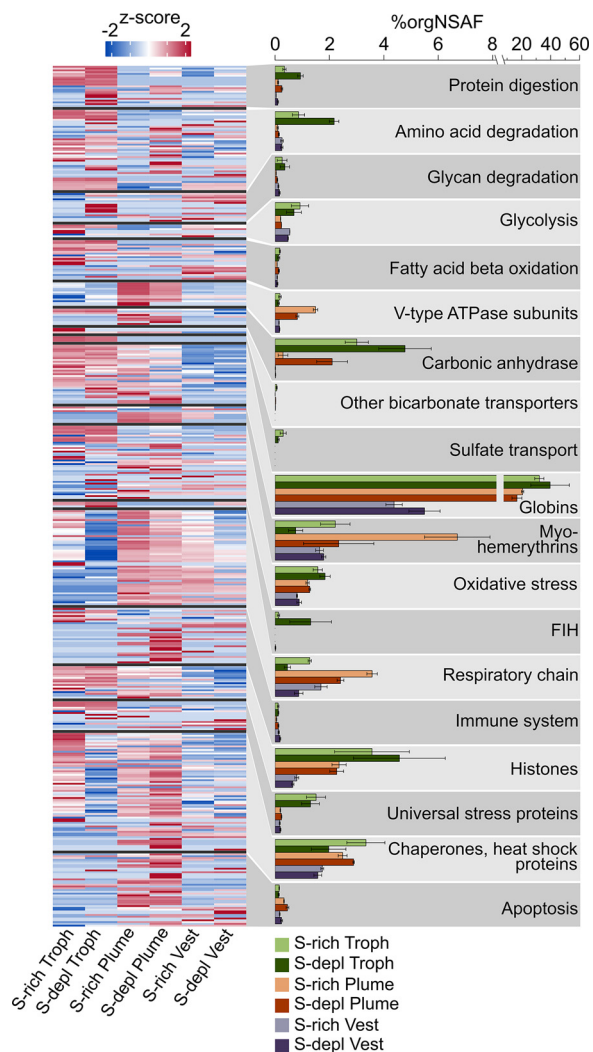 z-score
-2 2
%orgNSAF
0 2 4 6 8 20 40 60
Protein digestion
Amino acid degradation
Glycan degradation
Glycolysis
Fatty acid beta oxidation
V-type ATPase subunits
Carbonic anhydrase
Other bicarbonate transporters
Sulfate transport
Globins
Myo-
hemerythrins
Oxidative stress
FIH
Respiratory chain
Immune system
Histones
Universal stress proteins
Chaperones, heat shock
proteins
Apoptosis
S-rich Troph
S-depl Troph
S-rich Plume
S-depl Plume
S-rich Vest
S-depl Vest
S-rich Troph
S-depl Troph
S-rich Plume
S-depl Plume
S-rich Vest
S-depl Vest